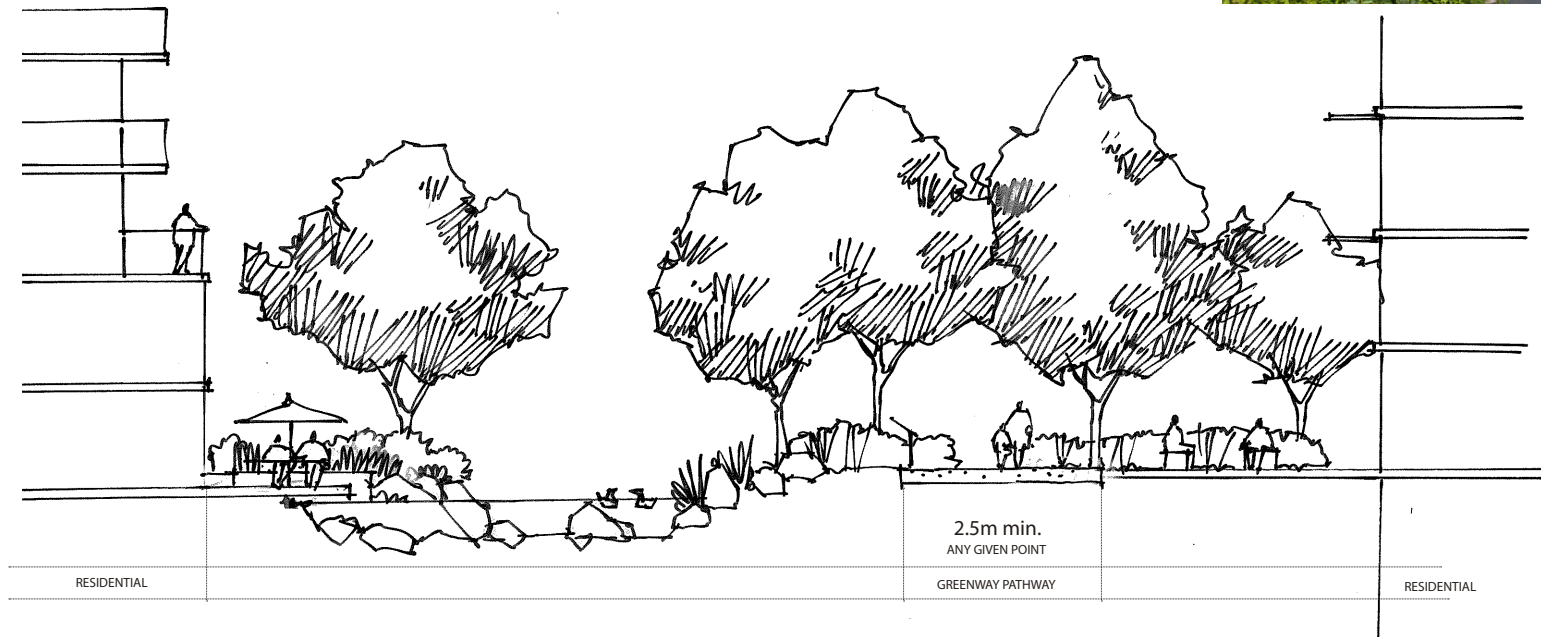 2.5m min.
ANY GIVEN POINT
RESIDENTIAL
GREENWAY PATHWAY
RESIDENTIAL